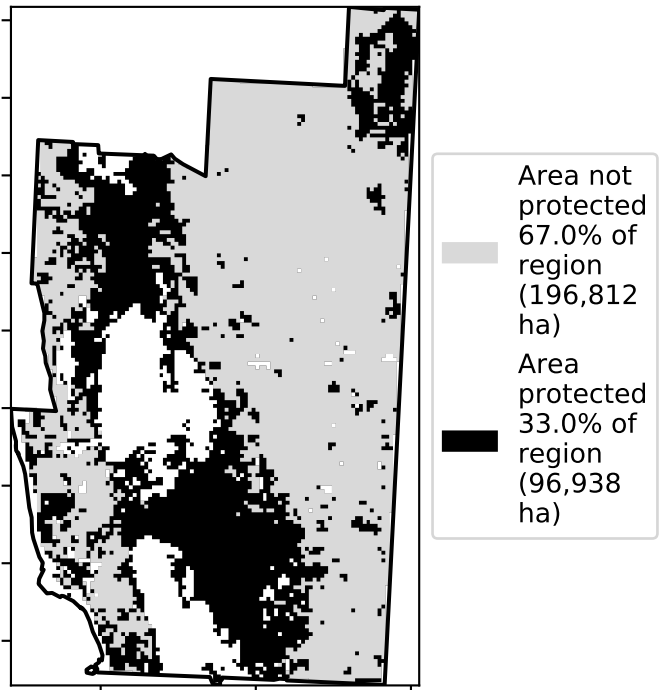 Area not
protected
67.0% of
region
(196,812
ha)
Area
protected
33.0% of
region
(96,938
ha)